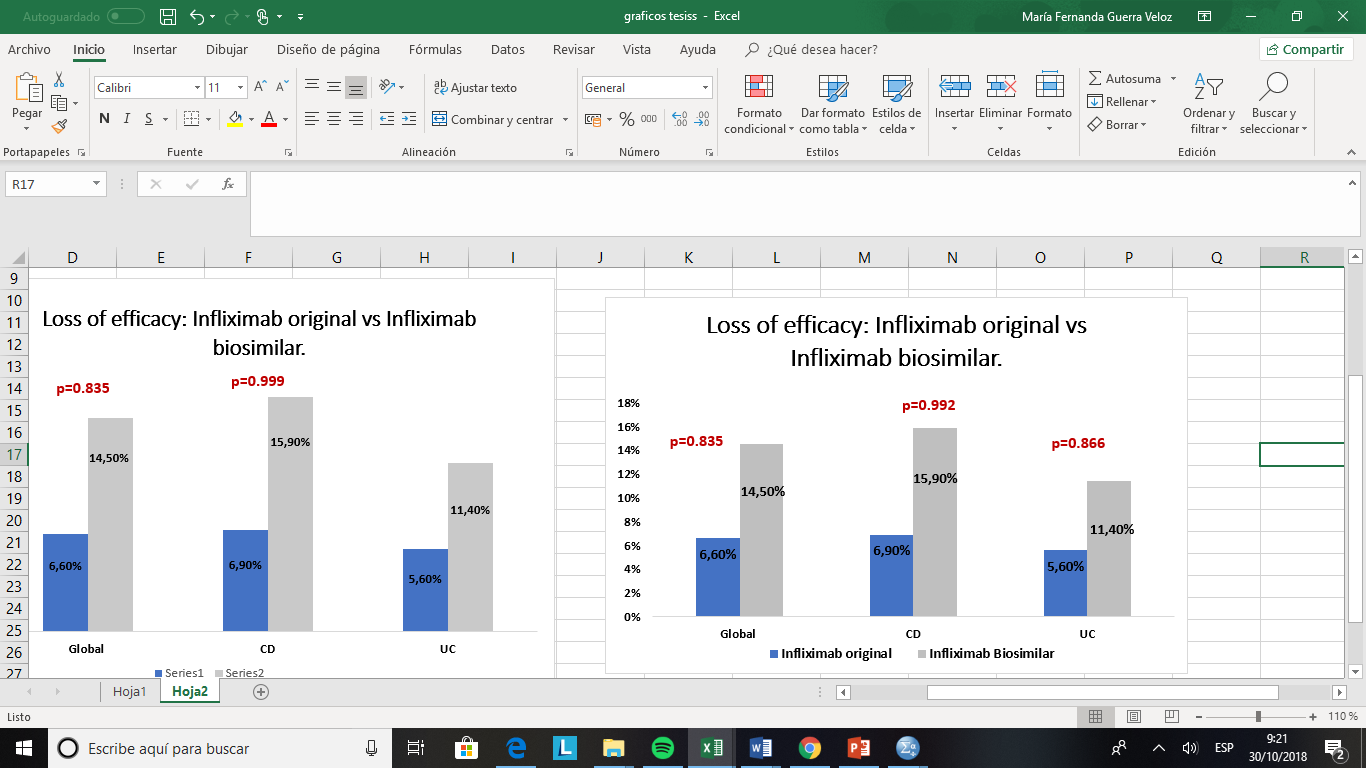 Autoguardado
graficos tesiss - Excel
María Fernanda Guerra Veloz
Archivo Inicio Insertar Dibujar Diseño de página Fórmulas Datos Revisar Vista Ayuda ¿Qué desea hacer? Compartir
Pegar
Portapapeles
Calibri 11
N K S
Fuente
Ajustar texto
Combinar y centrar
Alineación
General
% 000
Número
Formato condicional
Dar formato como tabla
Estilos de celda
Estilos
Insertar Eliminar Formato
Celdas
Autosuma
Rellenar
Borrar
Ordenar y filtrar
Buscar y seleccionar
Edición
R17
fx
D E F G H I J K L M N O P Q R
9
10
11
12
13
14
15
16
17
18
19
20
21
22
23
24
25
26
27
Loss of efficacy: Infliximab original vs Infliximab
biosimilar.
p=0.835
p=0.999
14,50%
15,90%
11,40%
6,60%
6,90%
5,60%
Global CD UC
Series1 Series2
Loss of efficacy: Infliximab original vs
Infliximab biosimilar.
18%
16%
14%
12%
10%
8%
6%
4%
2%
0%
p=0.835
p=0.992
p=0.866
14,50%
15,90%
11,40%
6,60%
6,90%
5,60%
Global CD UC
Infliximab original Infliximab Biosimilar
Hoja1 Hoja2
Listo
110 %
Escribe aquí para buscar
ESP
9:21
30/10/2018
2